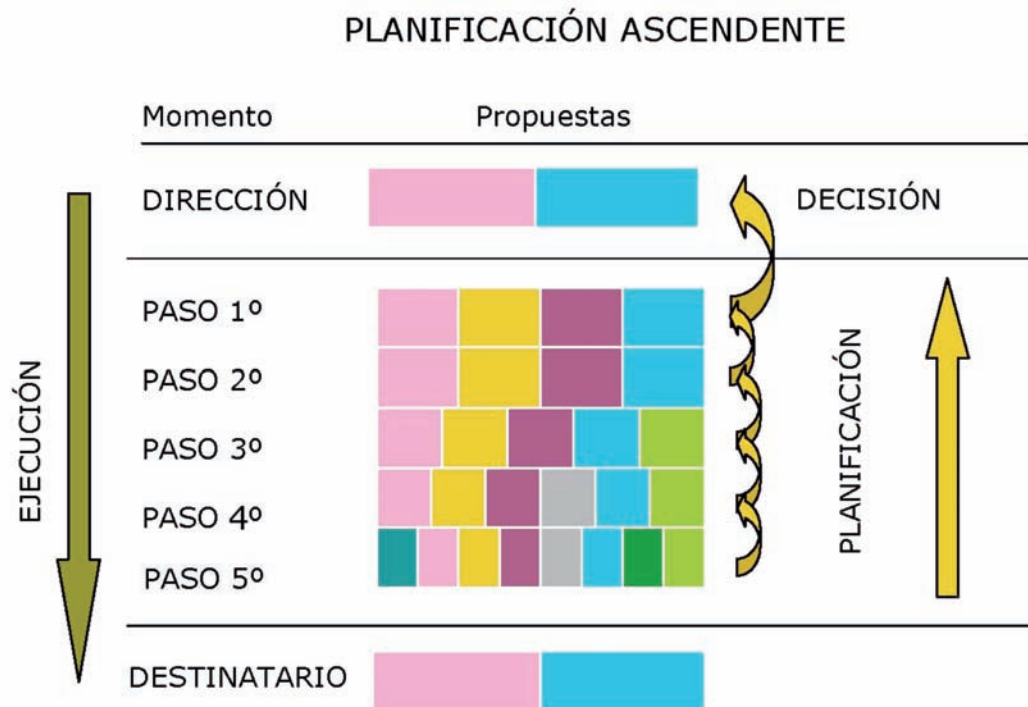 PLANIFICACIÓN ASCENDENTE
Momento Propuestas
DIRECCIÓN DECISIÓN
PASO 1º
PASO 2º
PASO 3º
PASO 4º
PASO 5º
EJECUCIÓN
PLANIFICACIÓN
DESTINATARIO